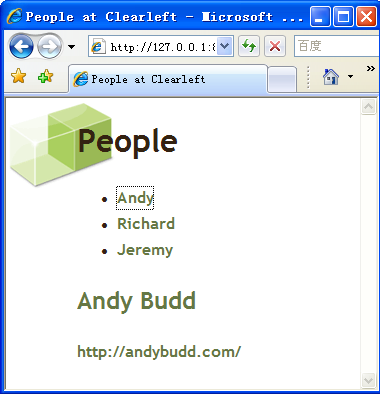 People at Clearleft - Microsoft ...
http://127.0.0.1:8
百度
People at Clearleft
People
Andy
Richard
Jeremy
Andy Budd
http://andybudd.com/